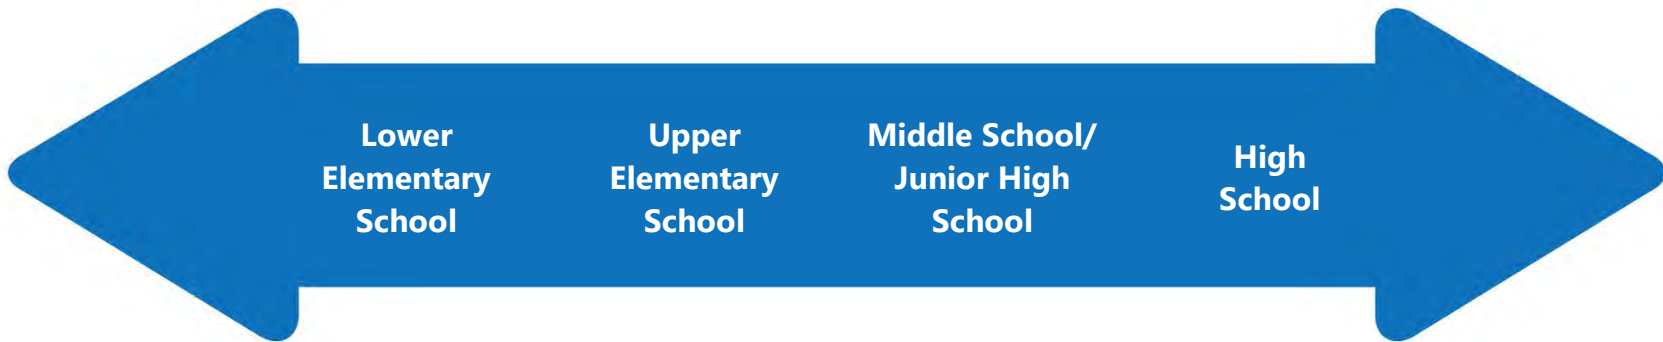 Lower
Elementary
School
Upper
Elementary
School
Middle School/
Junior High
School
High
School